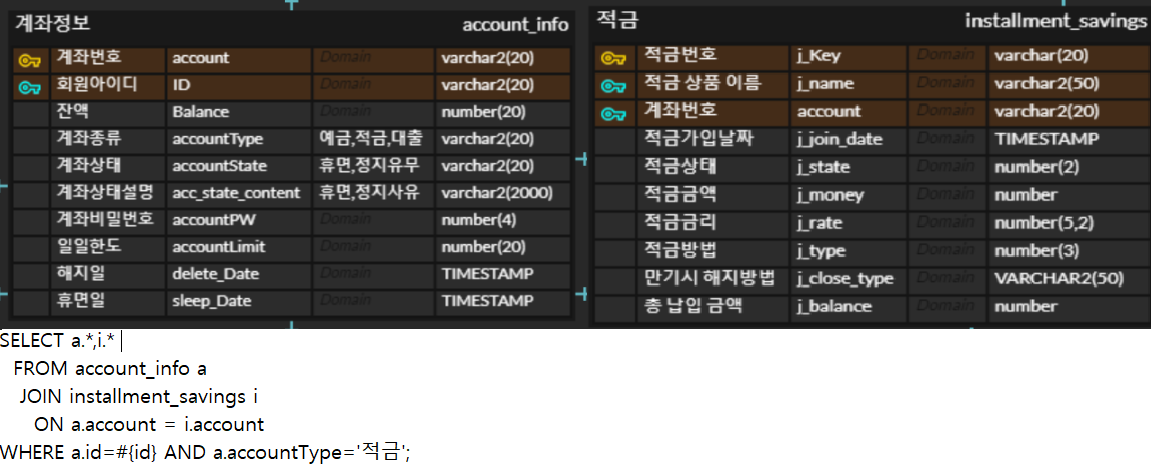 계좌정보 account_info
계좌번호 account Domain varchar2(20)
회원아이디 ID Domain varchar2(20)
잔액 Balance Domain number(20)
계좌종류 accountType 예금,적금,대출 varchar2(20)
계좌상태 accountState 휴면,정지유무 varchar2(20)
계좌상태설명 acc_state_content 휴면,정지사유 varchar2(2000)
계좌비밀번호 accountPW Domain number(4)
일일한도 accountLimit Domain number(20)
해지일 delete_Date Domain TIMESTAMP
휴면일 sleep_Date Domain TIMESTAMP
적금 installment_savings
적금번호 j_Key Domain varchar(20)
적금 상품 이름 j_name Domain varchar2(50)
계좌번호 account Domain varchar2(20)
적금가입날짜 j_join_date Domain TIMESTAMP
적금상태 j_state Domain number(2)
적금금액 j_money Domain number
적금금리 j_rate Domain number(5,2)
적금방법 j_type Domain number(3)
만기시 해지방법 j_close_type Domain VARCHAR2(50)
총 납입 금액 j_balance Domain number
SELECT a.*,i.*
FROM account_info a
JOIN installment_savings i
ON a.account = i.account
WHERE a.id=#{id} AND a.accountType='적금';